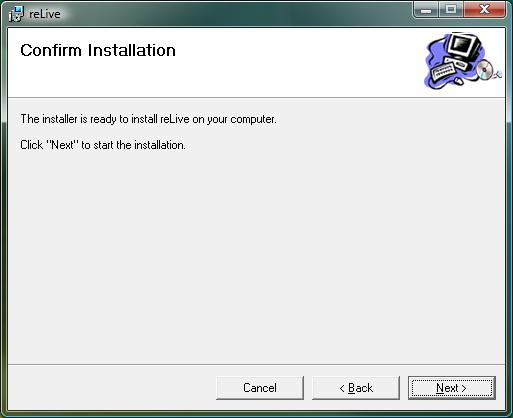 reLive
Confirm Installation
The installer is ready to install reLive on your computer.
Click "Next" to start the installation.
Cancel
< Back
Next >